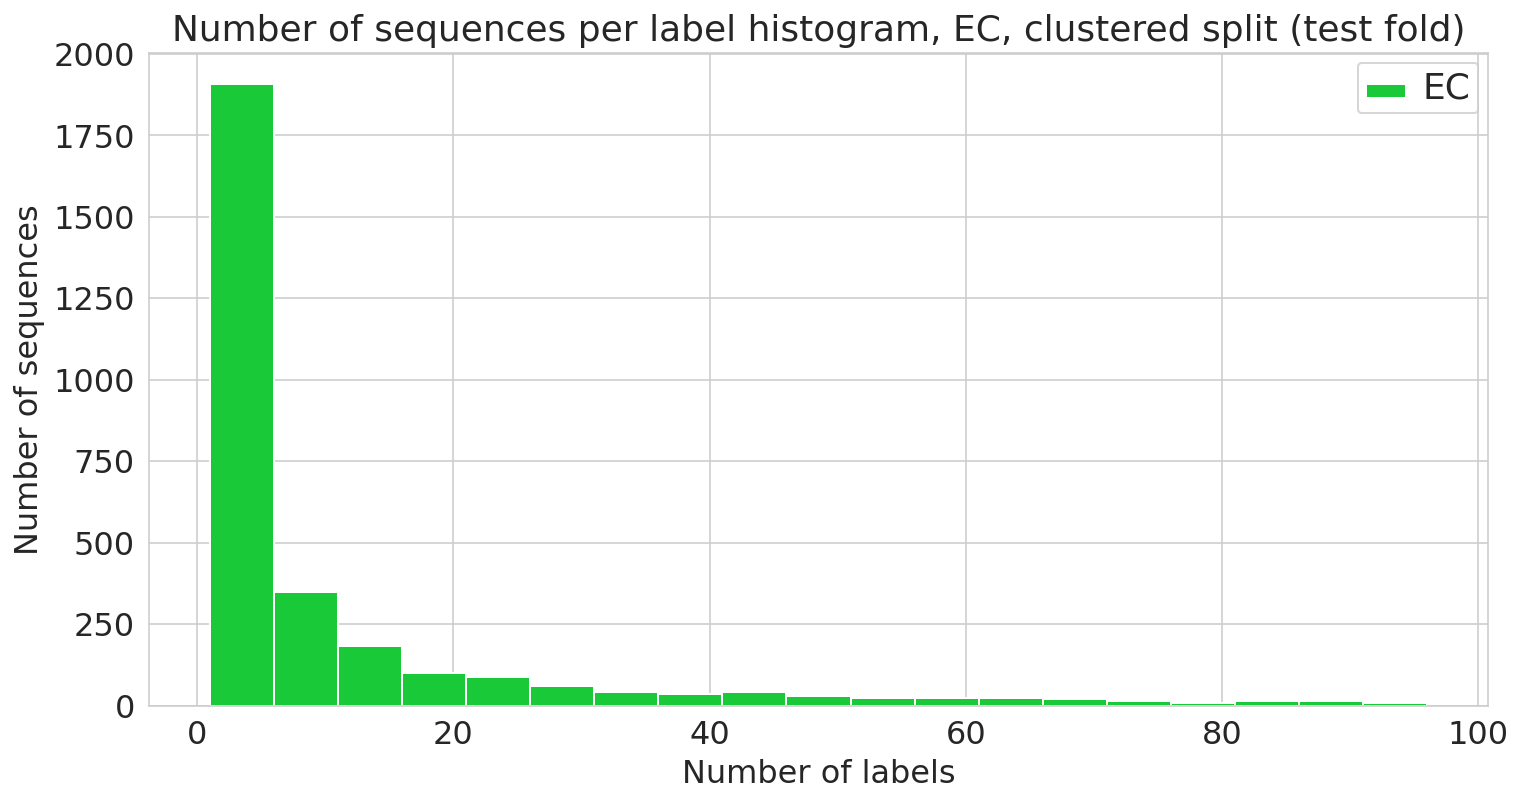 Number of sequences per label histogram, EC, clustered split (test fold)
EC
Number of sequences
2000
1750
1500
1250
1000
750
500
250
0
0 20 40 60 80 100
Number of labels